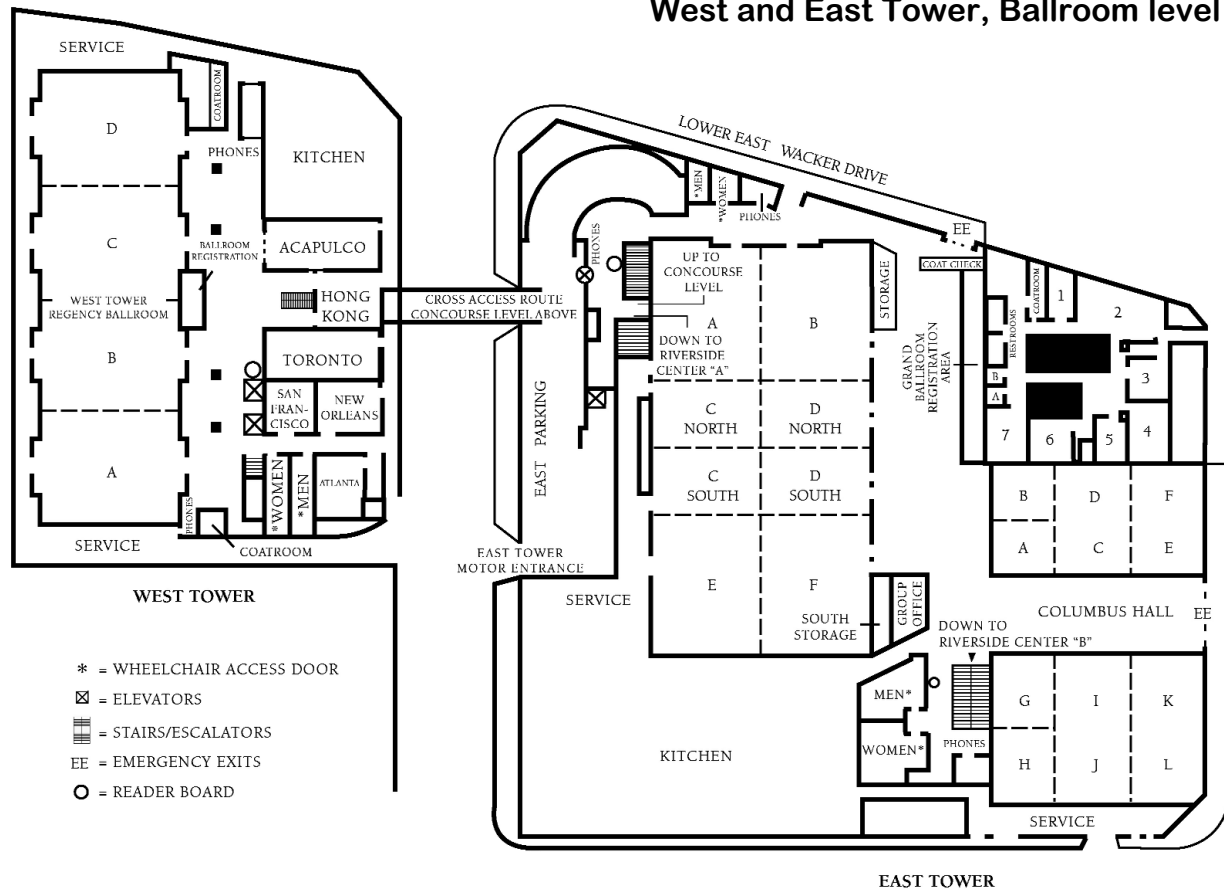 West and East Tower, Ballroom level
SERVICE
COATROOM
D
PHONES
KITCHEN
C
BALLROOM
REGISTRATION
ACAPULCO
WEST TOWER
REGENCY BALLROOM
HONG
KONG
CROSS ACCESS ROUTE
CONCOURSE LEVEL ABOVE
B
TORONTO
SAN
FRAN-
CISCO
NEW
ORLEANS
A
*WOMEN
*MEN
ATLANTA
PHONES
COATROOM
SERVICE
WEST TOWER
* = WHEELCHAIR ACCESS DOOR
= ELEVATORS
= STAIRS/ESCALATORS
EE = EMERGENCY EXITS
= READER BOARD
LOWER EAST WACKER DRIVE
*MEN
*WOMEN
PHONES
PHONES
EE
COAT CHECK
UP TO
CONCOURSE
LEVEL
STORAGE
A
B
DOWN TO
RIVERSIDE
CENTER "A"
GRAND
BALLROOM
REGISTRATION
AREA
RESTROOMS
COATROOM
1
2
3
B
A
7
6
5
4
EAST PARKING
C
NORTH
D
NORTH
C
SOUTH
D
SOUTH
B
D
F
A
C
E
EAST TOWER
MOTOR ENTRANCE
SERVICE
E
F
SOUTH
STORAGE
GROUP
OFFICE
COLUMBUS HALL
EE
DOWN TO
RIVERSIDE CENTER "B"
MEN*
WOMEN*
PHONES
KITCHEN
G
I
K
H
J
L
SERVICE
EAST TOWER